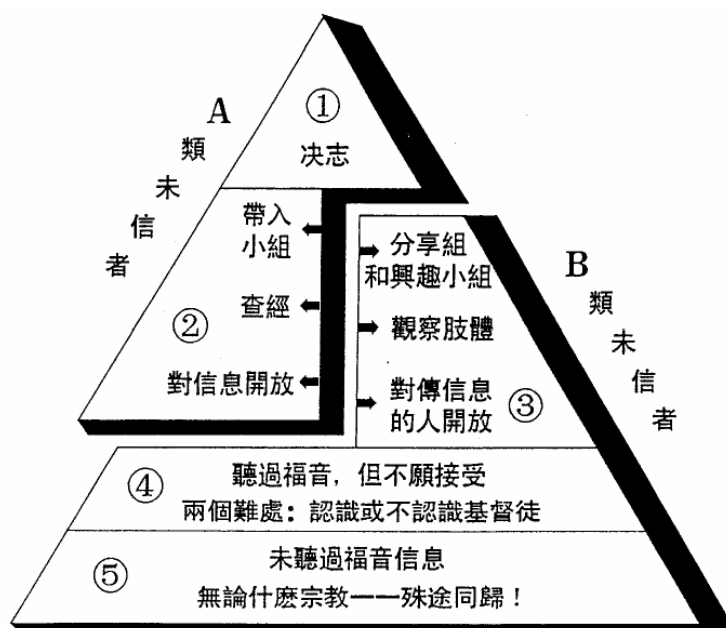 A
類未信者
①
决志
帶入
小組
查經
②
對信息開放
B
類未信者
分享組
和興趣小組
觀察肢體
對傳信息
的人開放
③
④
聽過福音，但不願接受
兩個難處：認識或不認識基督徒
⑤
未聽過福音信息
無論什麽宗教——殊途同歸！